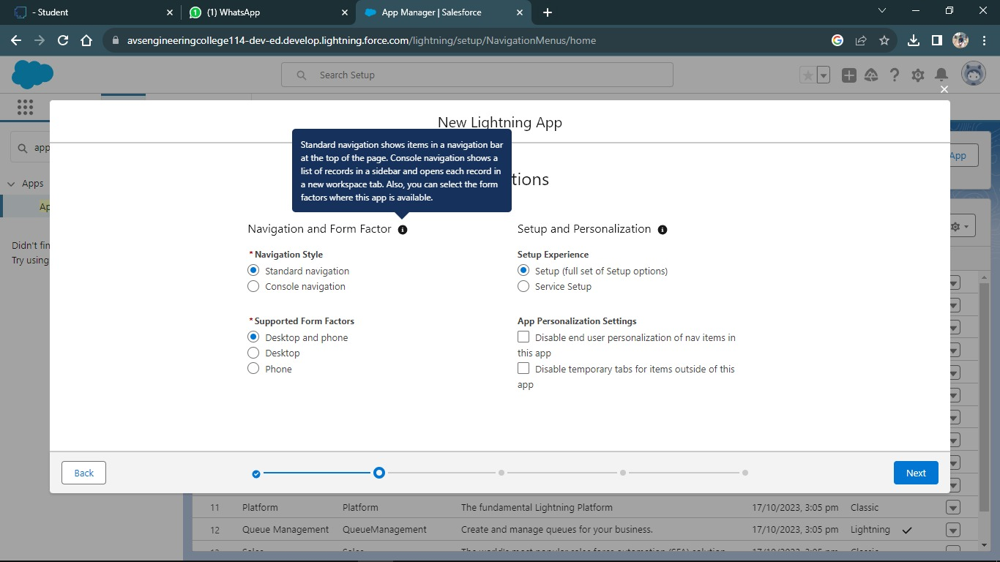 - Student
(1) WhatsApp
App Manager | Salesforce
avsengineeringcollege114-dev-ed.develop.lightning.force.com/lightning/setup/NavigationMenus/home
Search Setup
New Lightning App
app
App
Standard navigation shows items in a navigation bar
at the top of the page. Console navigation shows a
list of records in a sidebar and opens each record in
a new workspace tab. Also, you can select the form
factors where this app is available.
tions
Apps
Ap
Didn't fin
Try using
Navigation and Form Factor
* Navigation Style
Standard navigation
Console navigation
* Supported Form Factors
Desktop and phone
Desktop
Phone
Setup and Personalization
Setup Experience
Setup (full set of Setup options)
Service Setup
App Personalization Settings
Disable end user personalization of nav items in
this app
Disable temporary tabs for items outside of this
app
Back
Next
11 Platform Platform The fundamental Lightning Platform 17/10/2023, 3:05 pm Classic
12 Queue Management QueueManagement Create and manage queues for your business. 17/10/2023, 3:05 pm Lightning